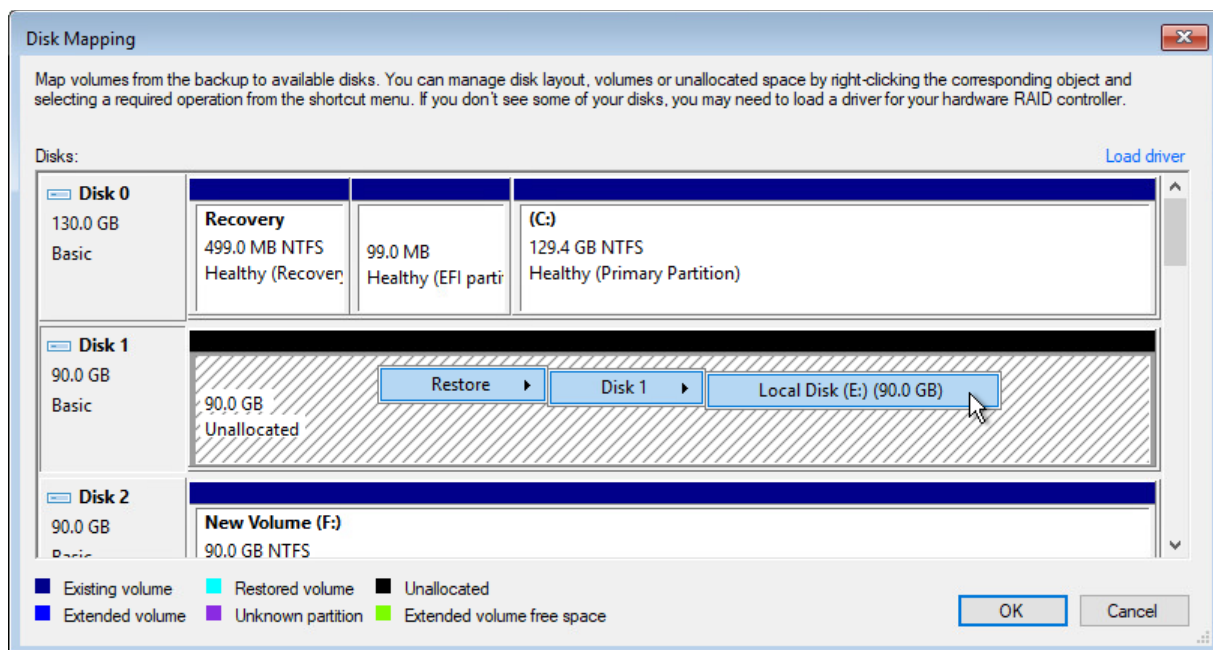 Disk Mapping
Map volumes from the backup to available disks. You can manage disk layout, volumes or unallocated space by right-clicking the corresponding object and
selecting a required operation from the shortcut menu. If you don't see some of your disks, you may need to load a driver for your hardware RAID controller.
Disks:
Load driver
Disk 0
130.0 GB
Basic
Recovery
499.0 MB NTFS
Healthy (Recovery
99.0 MB
Healthy (EFI parti
(C:)
129.4 GB NTFS
Healthy (Primary Partition)
Disk 1
90.0 GB
Basic
90.0 GB
Unallocated
Restore
Disk 1
Local Disk (E:) (90.0 GB)
Disk 2
90.0 GB
Basic
New Volume (F:)
90.0 GB NTFS
Existing volume
Restored volume
Unallocated
Extended volume
Unknown partition
Extended volume free space
OK
Cancel